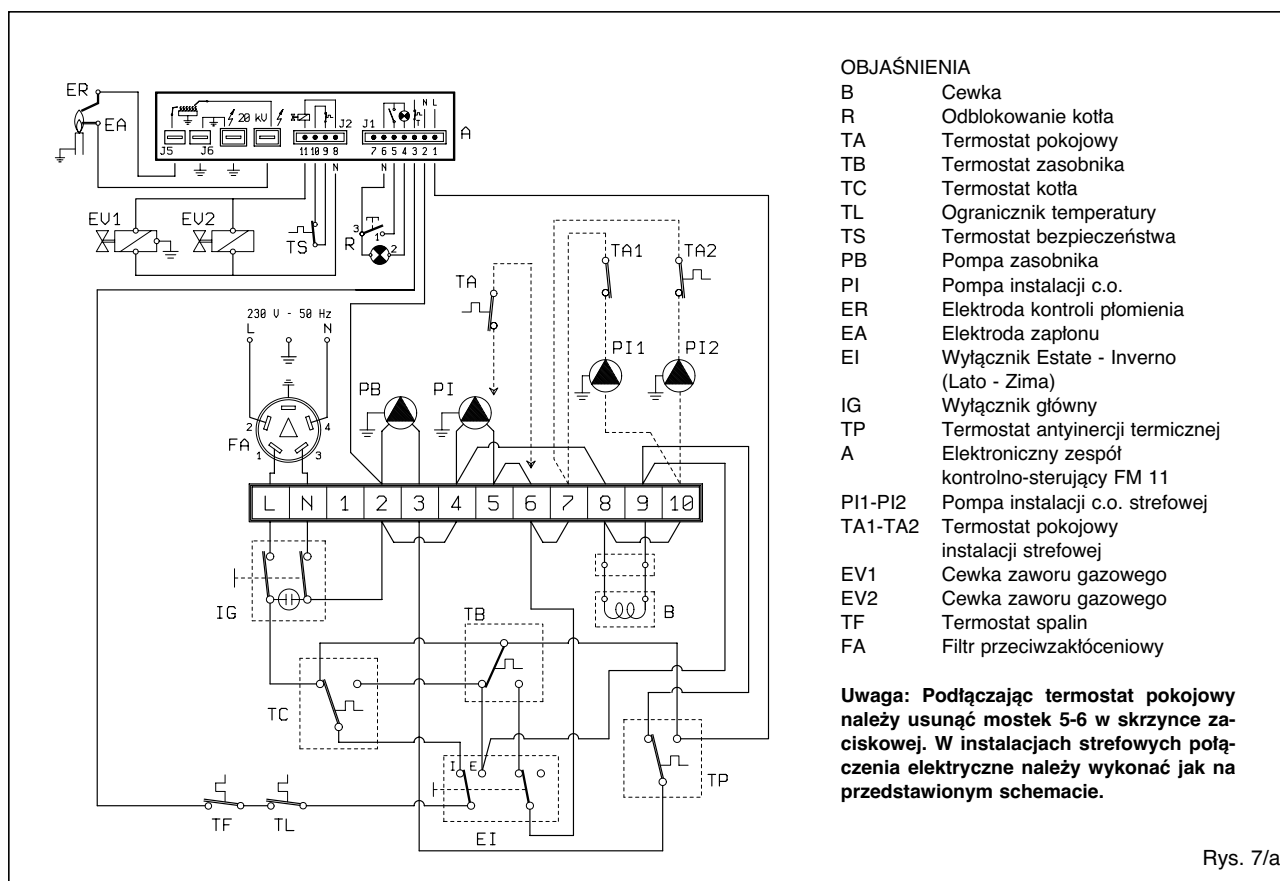 ER
EA
20 kV
J2
J1
N L
A
J5
J6
11 10 9 8
7 6 5 4 3 2 1
N
N
EV1
EV2
TS
R
3
1
2
TA
TA1
TA2
230 V - 50 Hz
L
N
PI1
PI2
PB
PI
2
4
FA
1
3
L N 1 2 3 4 5 6 7 8 9 10
IG
TB
B
TC
I E
TP
TF
TL
EI
OBJAŚNIENIA
B Cewka
R Odblokowanie kotła
TA Termostat pokojowy
TB Termostat zasobnika
TC Termostat kotła
TL Ogranicznik temperatury
TS Termostat bezpieczeństwa
PB Pompa zasobnika
PI Pompa instalacji c.o.
ER Elektroda kontroli płomienia
EA Elektroda zapłonu
EI Wyłącznik Estate - Inverno
(Lato - Zima)
IG Wyłącznik główny
TP Termostat antyinercji termicznej
A Elektroniczny zespół
kontrolno-sterujący FM 11
PI1-PI2 Pompa instalacji c.o. strefowej
TA1-TA2 Termostat pokojowy
instalacji strefowej
EV1 Cewka zaworu gazowego
EV2 Cewka zaworu gazowego
TF Termostat spalin
FA Filtr przeciwzakłóceniowy
Uwaga: Podłączając termostat pokojowy
należy usunąć mostek 5-6 w skrzynce za-
ciskowej. W instalacjach strefowych połą-
czenia elektryczne należy wykonać jak na
przedstawionym schemacie.
Rys. 7/a